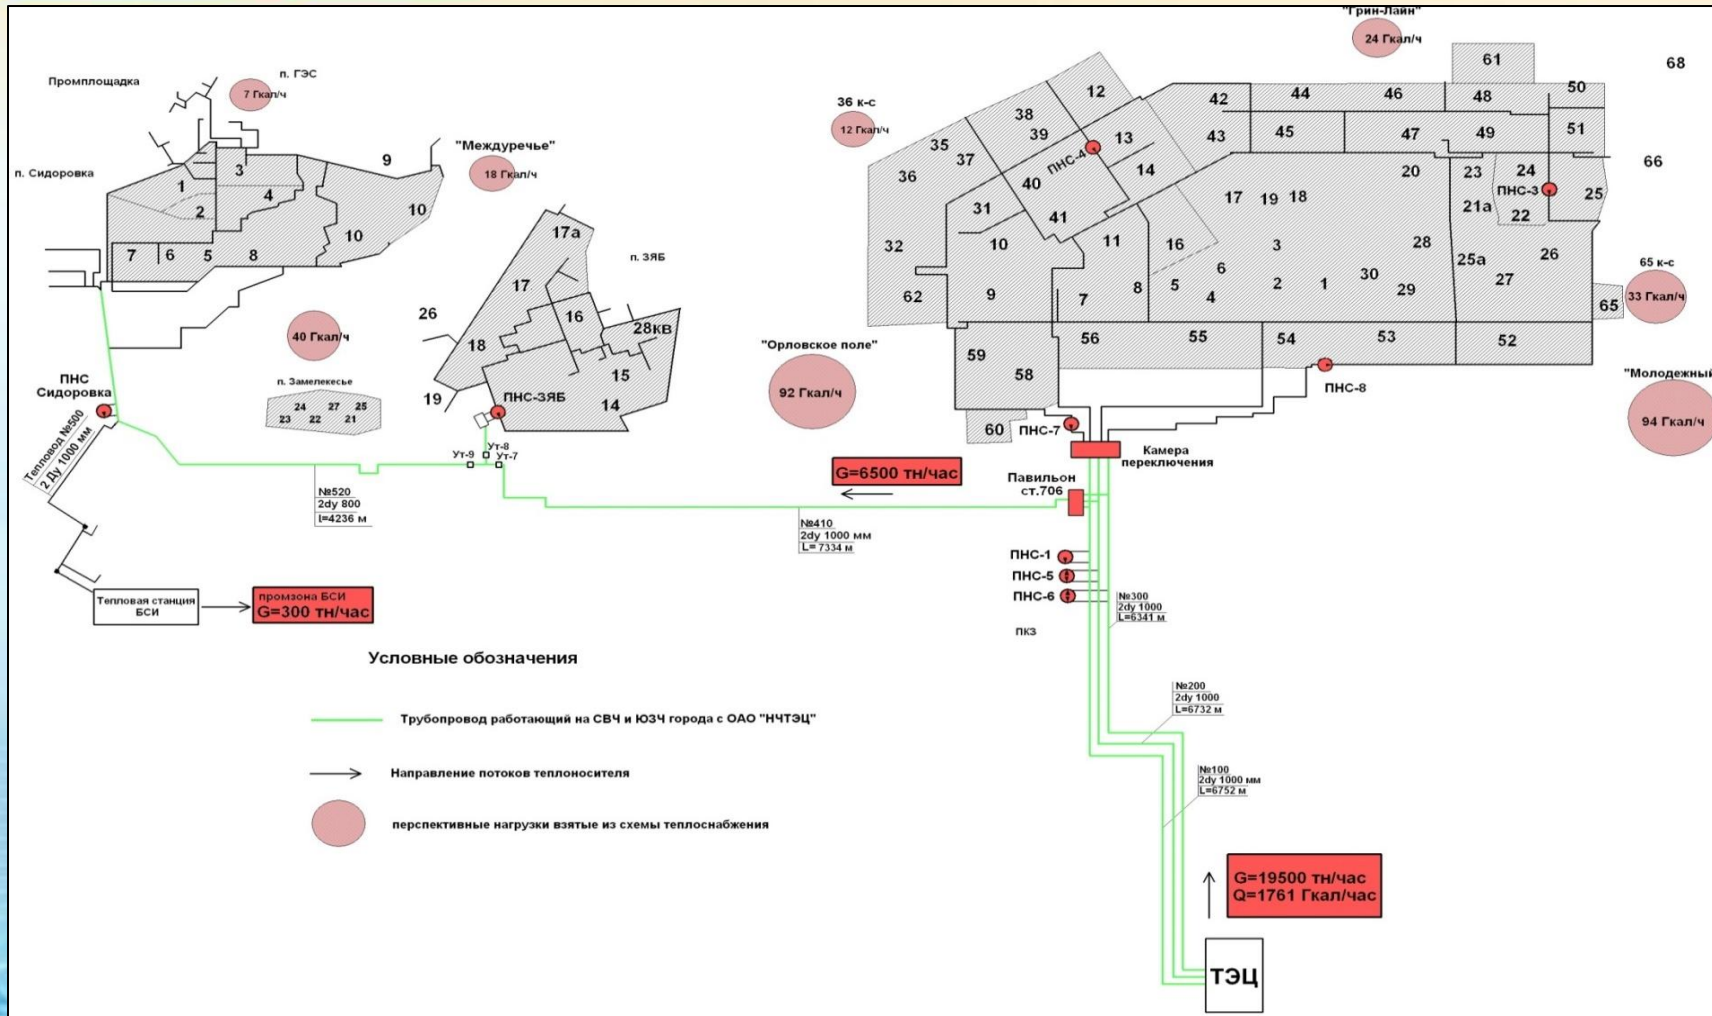 "Грин-Лайн"
24 Гкал/ч
61
68
Промплощадка
п. ГЭС
7 Гкал/ч
36 к-с
12 Гкал/ч
12
38
39
13
42
44
46
48
50
35
37
43
45
47
49
51
ПНС-4
"Междуречье"
18 Гкал/ч
9
3
п. Сидоровка
1
4
2
10
10
7
6
5
8
36
40
14
31
41
17
19
18
20
23
24
66
ПНС-3
25
21а
22
32
10
11
16
3
28
25а
26
6
27
62
9
7
8
5
4
2
1
30
29
65 к-с
65
33 Гкал/ч
17а
п. ЗЯБ
17
26
16
28кв
18
15
19
14
ПНС-ЗЯБ
40 Гкал/ч
п. Замелекесье
24
27
25
23
22
21
"Орловское поле"
92 Гкал/ч
59
56
55
54
53
52
58
60
ПНС-8
ПНС-7
"Молодежный
94 Гкал/ч
ПНС
Сидоровка
Тепловод №500
2 Ду 1000 мм
Ут-8
Ут-9
Ут-7
Камера
переключения
G=6500 тн/час
Павильон
ст.706
№520
2dy 800
l=4236 м
№410
2dy 1000 мм
L= 7334 м
ПНС-1
ПНС-5
ПНС-6
ПКЗ
№300
2dy 1000
L=6341 м
Тепловая станция
БСИ
промзона БСИ
G=300 тн/час
Условные обозначения
Трубопровод работающий на СВЧ и ЮЗЧ города с ОАО "НЧТЭЦ"
Направление потоков теплоносителя
перспективные нагрузки взятые из схемы теплоснабжения
№200
2dy 1000
L=6732 м
№100
2dy 1000 мм
L=6752 м
G=19500 тн/час
Q=1761 Гкал/час
ТЭЦ